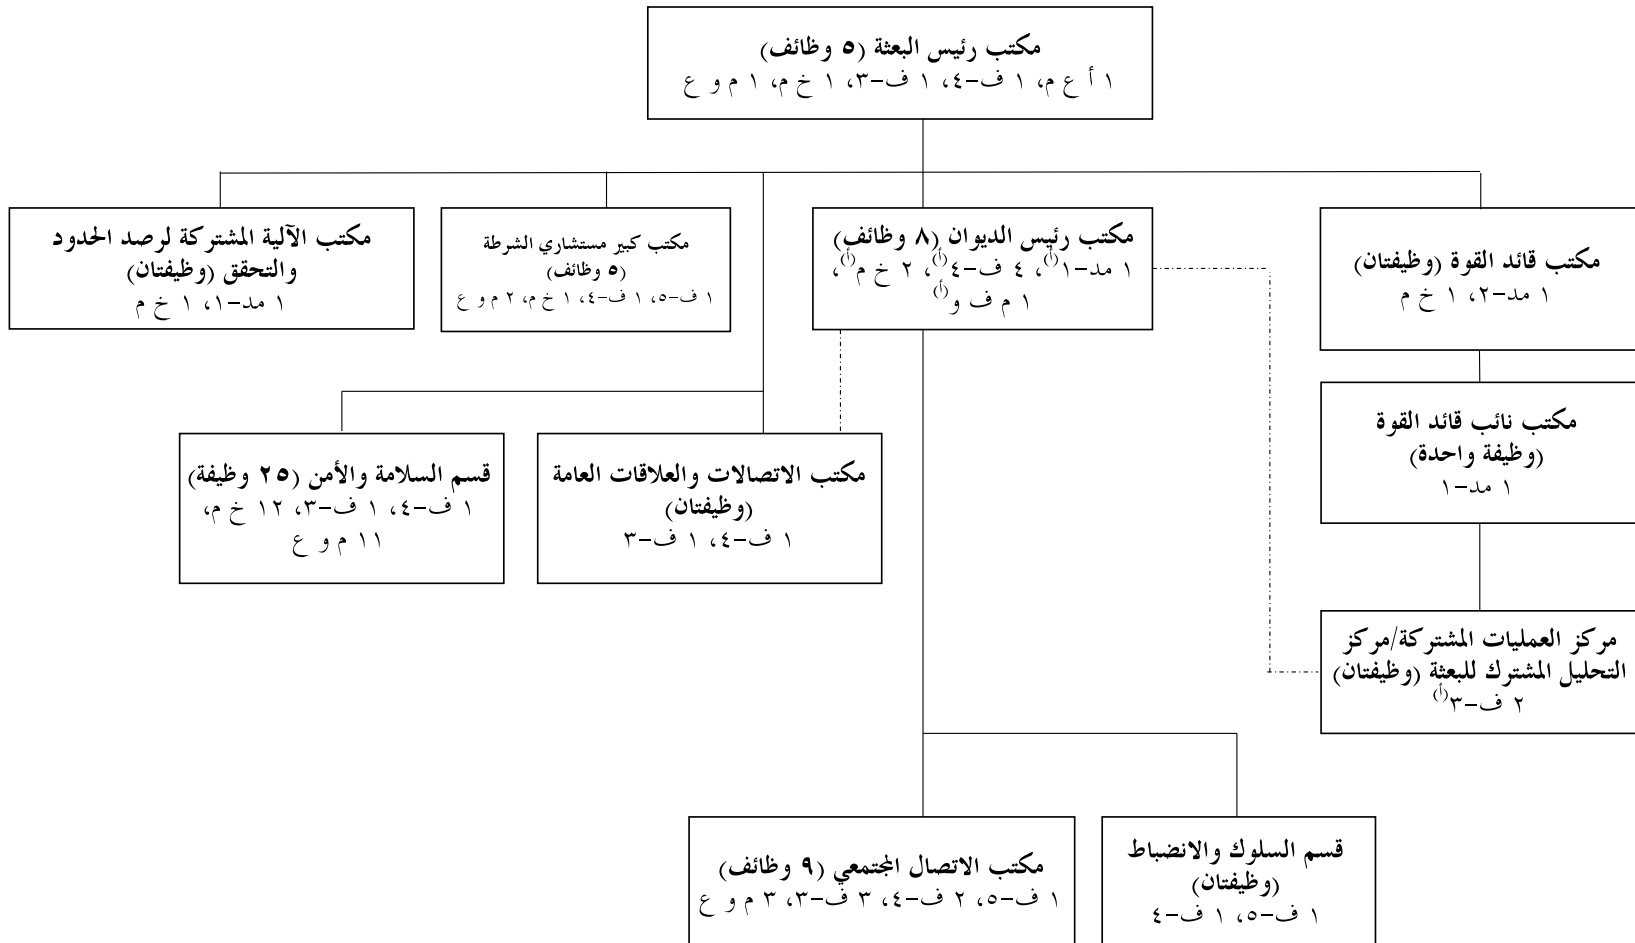 مكتب رئيس البعثة (٥ وظائف)
١ أ ع م، ١ ف-٤، ١ ف-٣، ١ خ م، ١ م و ع
مكتب قائد القوة (وظيفتان)
١ مد-٢، ١ خ م
مكتب رئيس الديوان (٨ وظائف)
١ مد-١(أ)، ٤ ف-٤(أ)، ٢ خ م(أ)،
١ م ف و(أ)
مكتب كبير مستشاري الشرطة
(٥ وظائف)
١ ف-٥، ١ ف-٤، ١ خ م، ٢ م و ع
مكتب الآلية المشتركة لرصد الحدود
والتحقق (وظيفتان)
١ مد-١، ١ خ م
مكتب نائب قائد القوة
(وظيفة واحدة)
١ مد-١
مكتب الاتصالات والعلاقات العامة
(وظيفتان)
١ ف-٤، ١ ف-٣
قسم السلامة والأمن (٢٥ وظيفة)
١ ف-٤، ١ ف-٣، ١٢ خ م،
١١ م و ع
مركز العمليات المشتركة/مركز
التحليل المشترك للبعثة (وظيفتان)
٢ ف-٣(أ)
قسم السلوك والانضباط
(وظيفتان)
١ ف-٥، ١ ف-٤
مكتب الاتصال المجتمعي (٩ وظائف)
١ ف-٥، ٢ ف-٤، ٣ ف-٣، ٣ م و ع